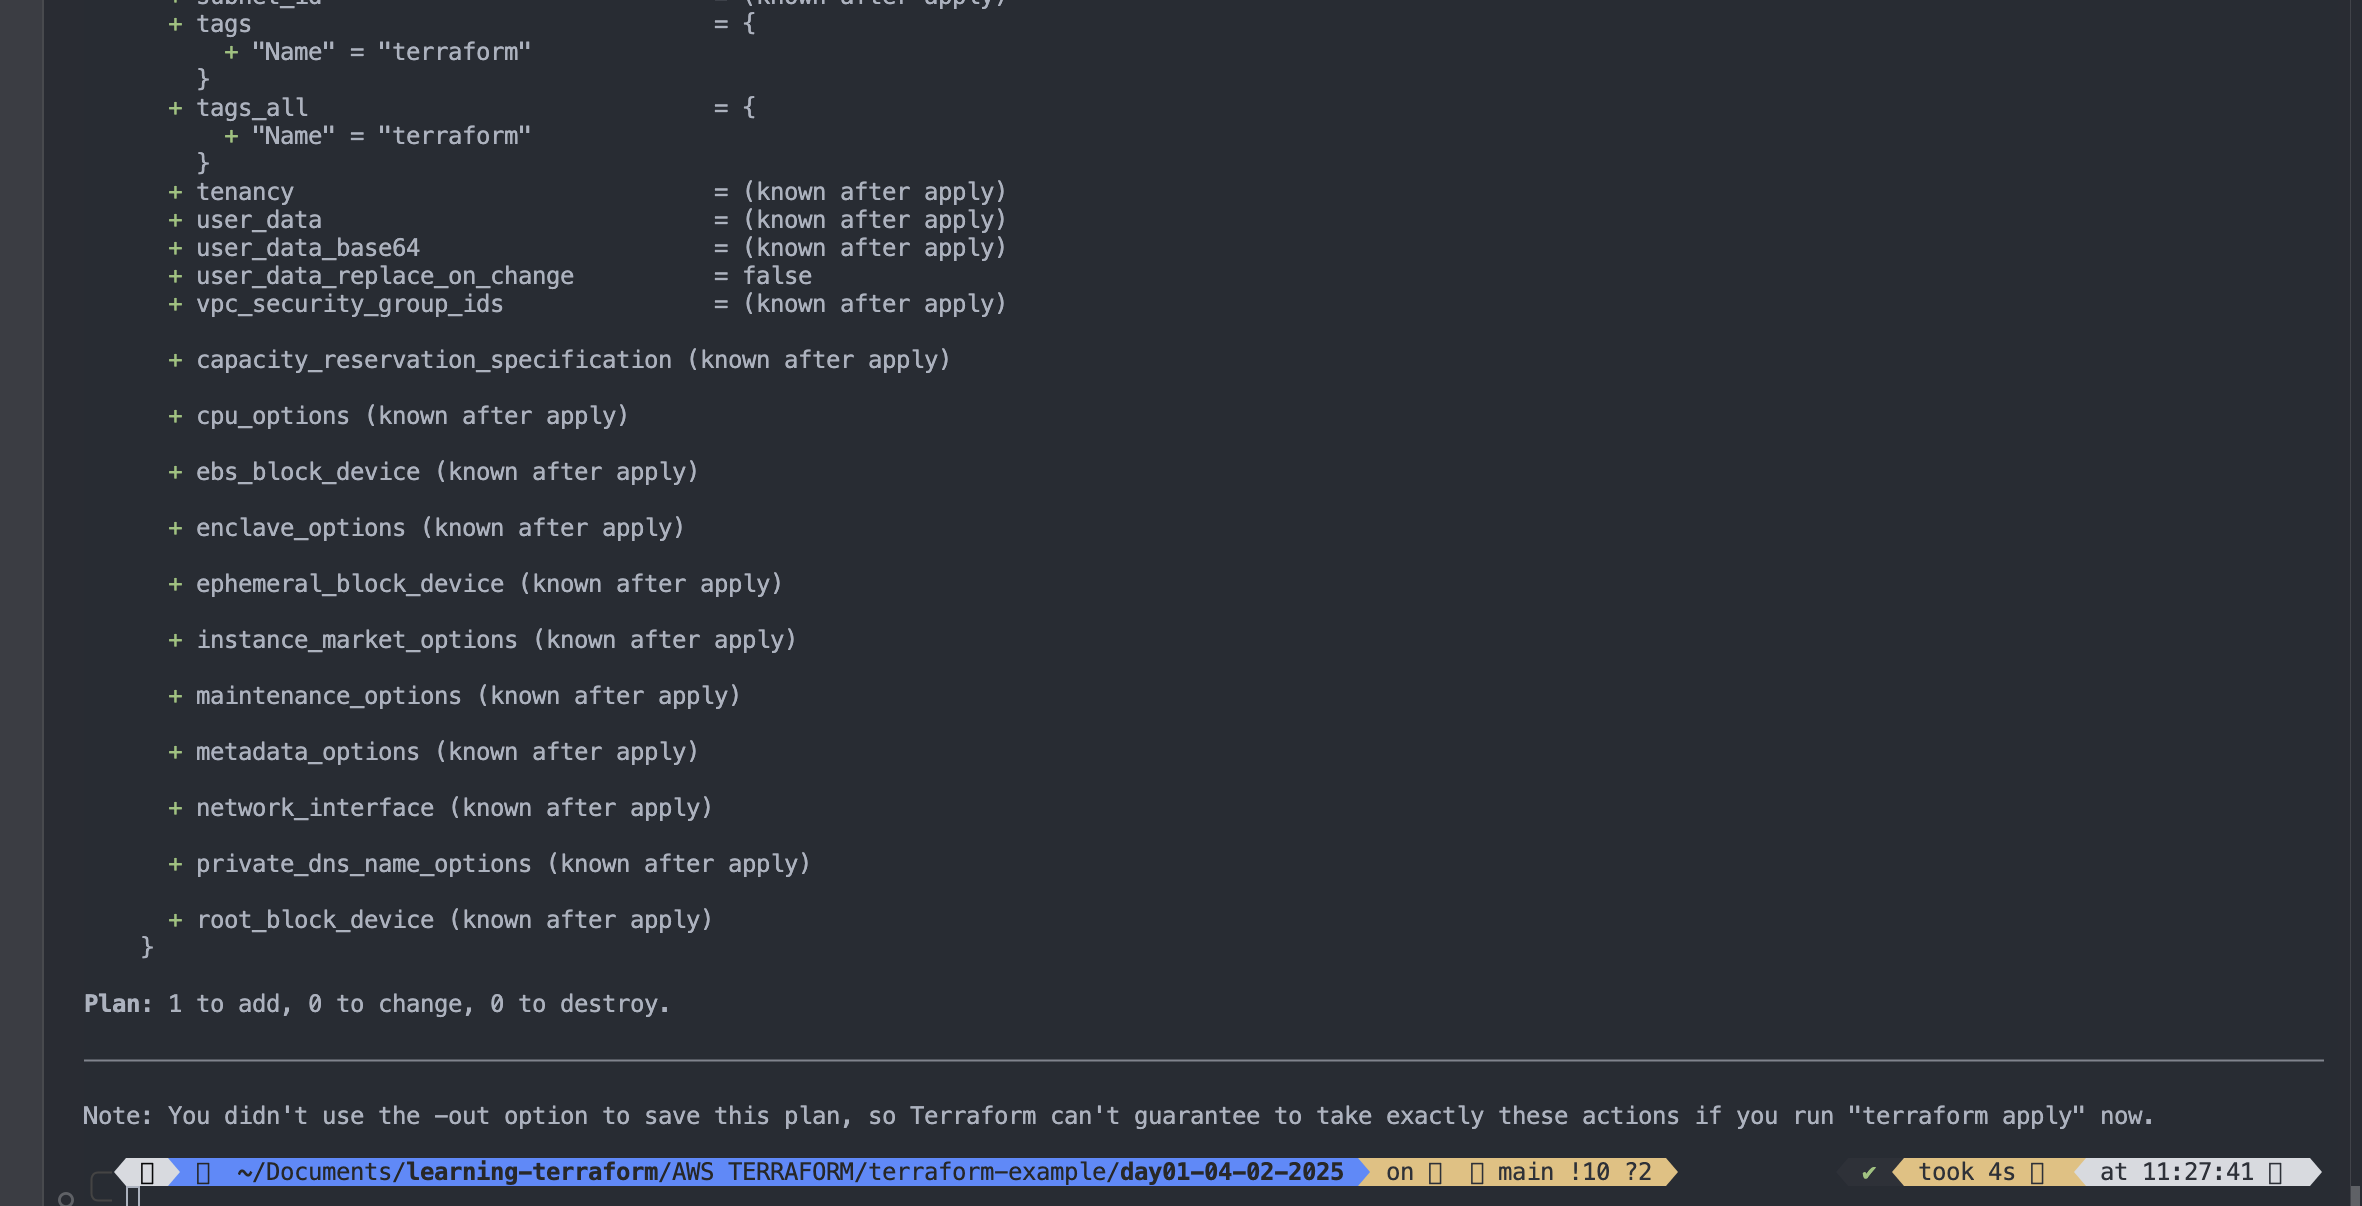 + subnet_id = (known after apply)
+ tags = {
+ "Name" = "terraform"
}
+ tags_all = {
+ "Name" = "terraform"
}
+ tenancy = (known after apply)
+ user_data = (known after apply)
+ user_data_base64 = (known after apply)
+ user_data_replace_on_change = false
+ vpc_security_group_ids = (known after apply)
+ capacity_reservation_specification (known after apply)
+ cpu_options (known after apply)
+ ebs_block_device (known after apply)
+ enclave_options (known after apply)
+ ephemeral_block_device (known after apply)
+ instance_market_options (known after apply)
+ maintenance_options (known after apply)
+ metadata_options (known after apply)
+ network_interface (known after apply)
+ private_dns_name_options (known after apply)
+ root_block_device (known after apply)
}
Plan: 1 to add, 0 to change, 0 to destroy.
Note: You didn't use the -out option to save this plan, so Terraform can't guarantee to take exactly these actions if you run "terraform apply" now.
~/Documents/learning-terraform/AWS TERRAFORM/terraform-example/day01-04-02-2025 on main !10 ?2 ✔ took 4s at 11:27:41